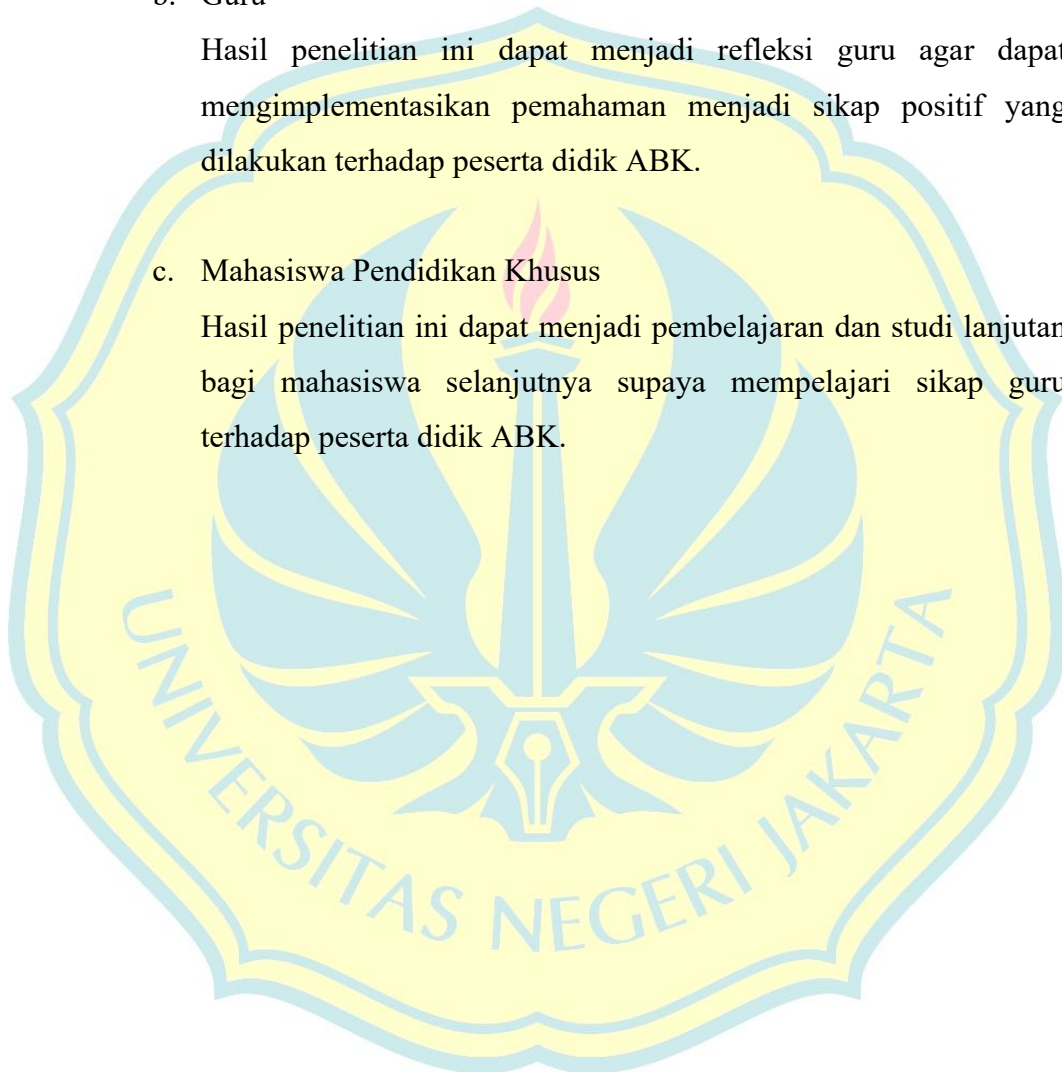 b. Guru
Hasil penelitian ini dapat menjadi refleksi guru agar dapat
mengimplementasikan pemahaman menjadi sikap positif yang
dilakukan terhadap peserta didik ABK.
c. Mahasiswa Pendidikan Khusus
Hasil penelitian ini dapat menjadi pembelajaran dan studi lanjutan
bagi mahasiswa selanjutnya supaya mempelajari sikap guru
terhadap peserta didik ABK.
UNIVERSITAS NEGERI JAKARTA